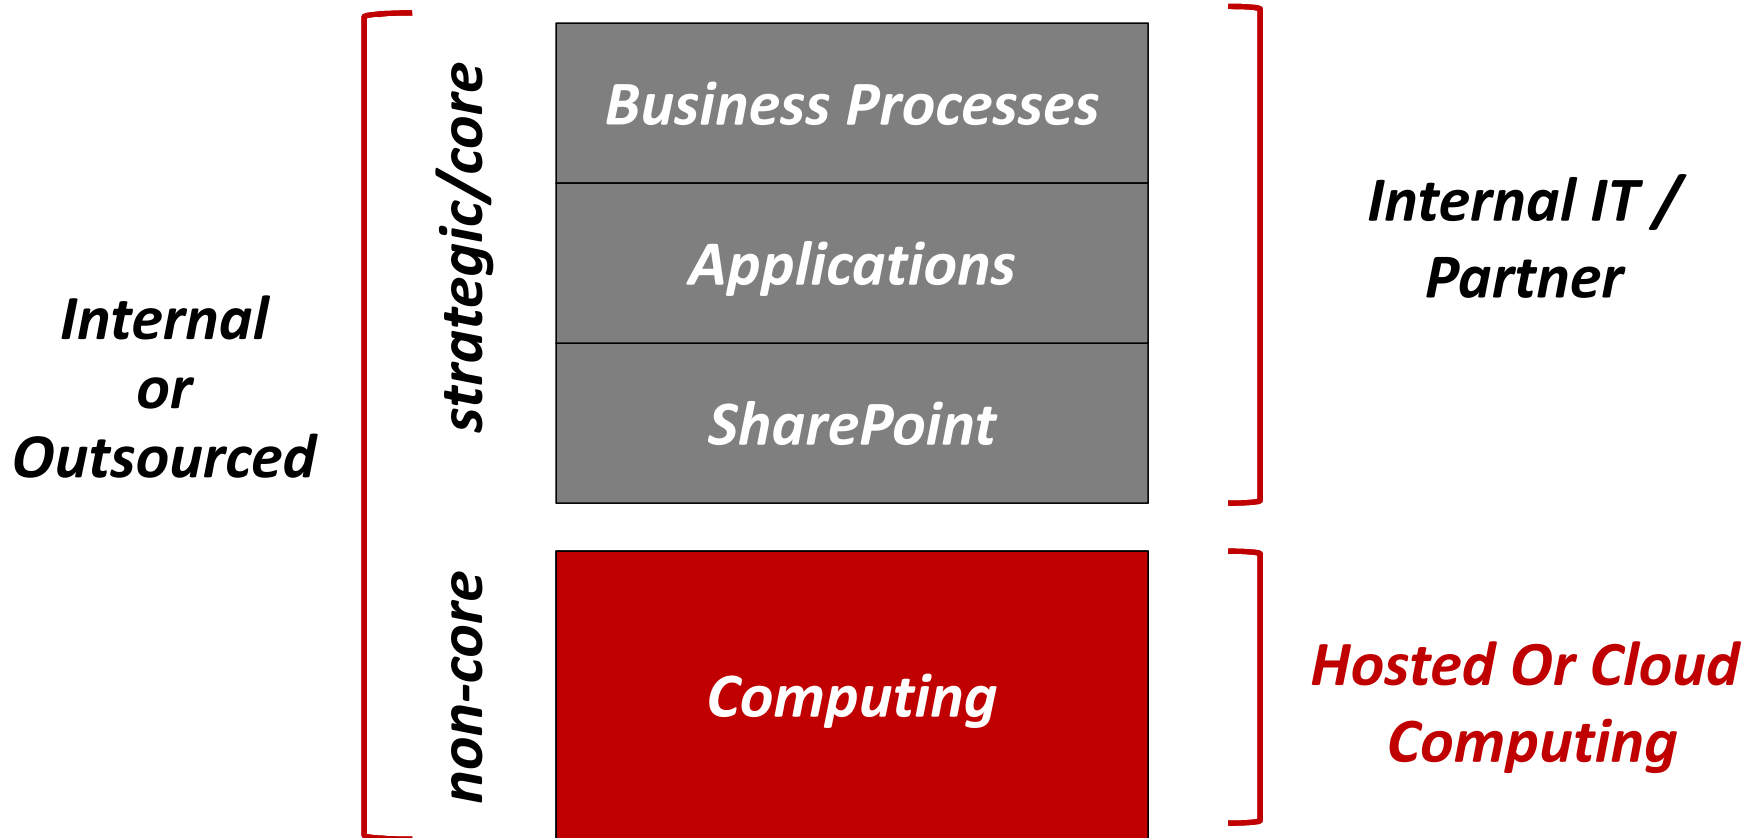 Internal
or
Outsourced
strategic/core
non-core
Business Processes
Applications
SharePoint
Computing
Internal IT /
Partner
Hosted Or Cloud
Computing